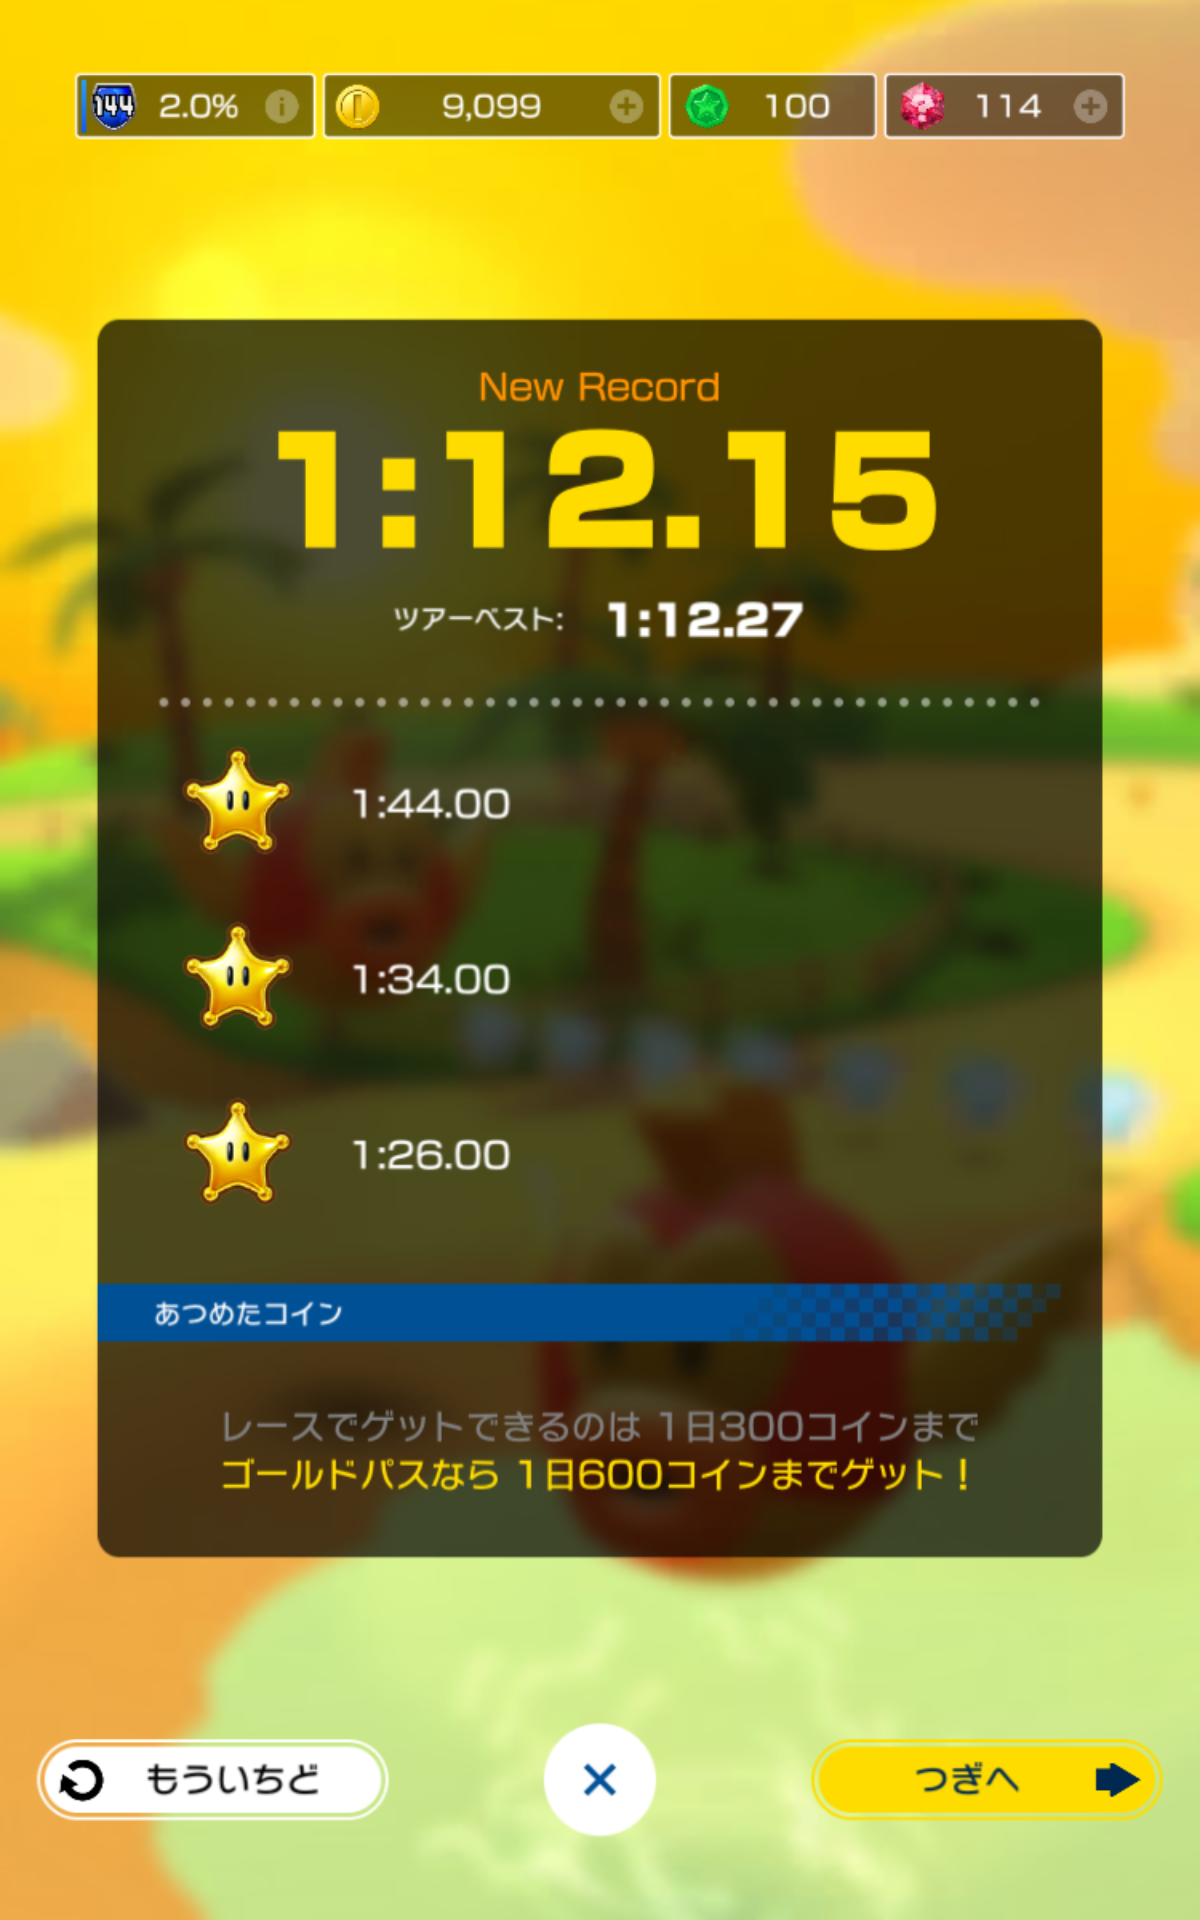 144 2.0% 9,099 100 114
New Record
1:12.15
ツアーベスト: 1:12.27
1:44.00
1:34.00
1:26.00
あつめたコイン
レースでゲットできるのは 1日300コインまで
ゴールドパスなら 1日600コインまでゲット！
もういちど
つぎへ